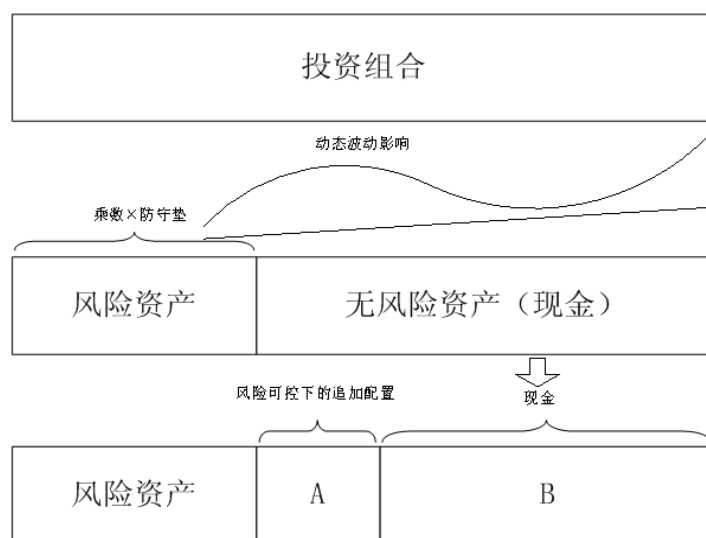 投资组合
动态波动影响
乘数×防守垫
风险资产
无风险资产（现金）
风险可控下的追加配置
现金
风险资产
A
B